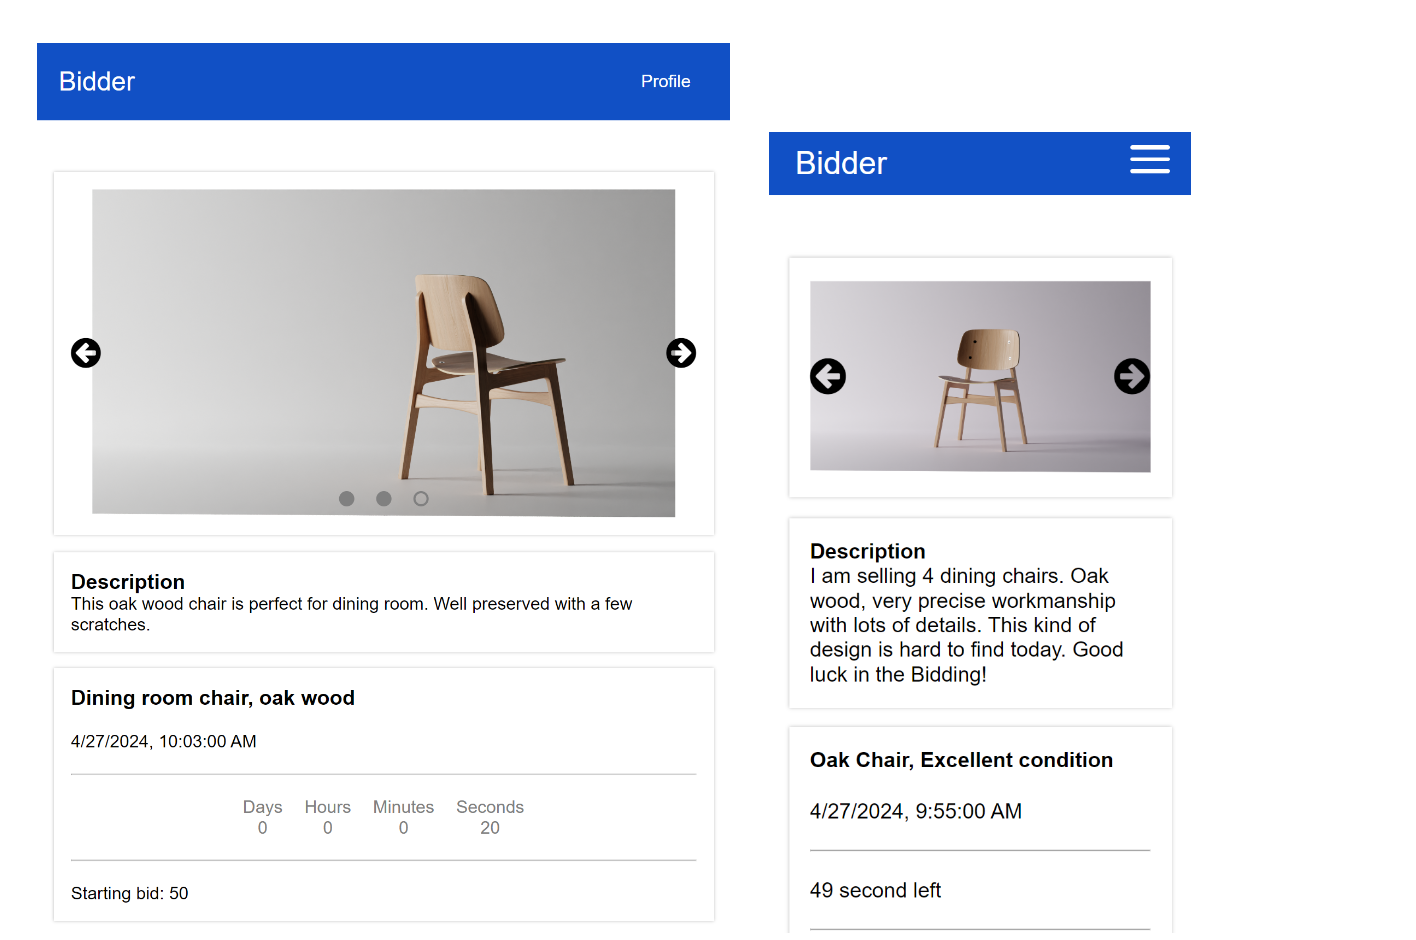 Bidder
Profile
Description
This oak wood chair is perfect for dining room. Well preserved with a few
scratches.
Dining room chair, oak wood
4/27/2024, 10:03:00 AM
Days Hours Minutes Seconds
0 0 0 20
Starting bid: 50
Bidder
Description
I am selling 4 dining chairs. Oak
wood, very precise workmanship
with lots of details. This kind of
design is hard to find today. Good
luck in the Bidding!
Oak Chair, Excellent condition
4/27/2024, 9:55:00 AM
49 second left